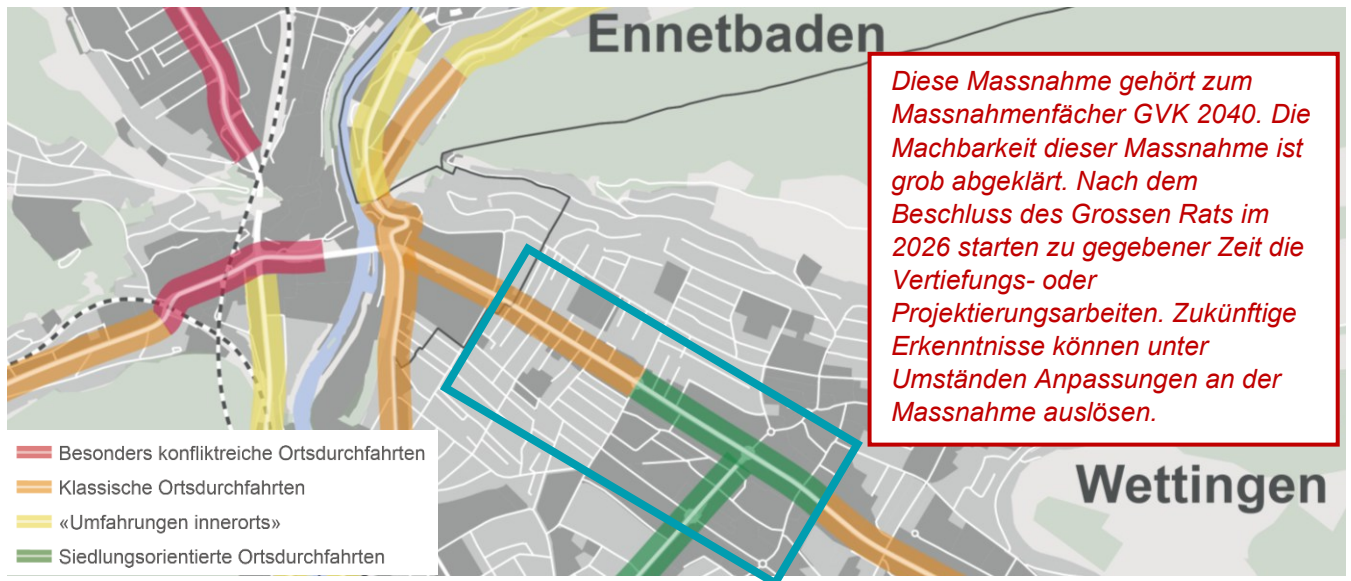 Ennetbaden
Diese Massnahme gehört zum
Massnahmenfächer GVK 2040. Die
Machbarkeit dieser Massnahme ist
grob abgeklärt. Nach dem
Beschluss des Grossen Rats im
2026 starten zu gegebener Zeit die
Vertiefungs- oder
Projektierungsarbeiten. Zukünftige
Erkenntnisse können unter
Umständen Anpassungen an der
Massnahme auslösen.
Besonders konfliktreiche Ortsdurchfahrten
Klassische Ortsdurchfahrten
«Umfahrungen innerorts»
Siedlungsorientierte Ortsdurchfahrten
Wettingen